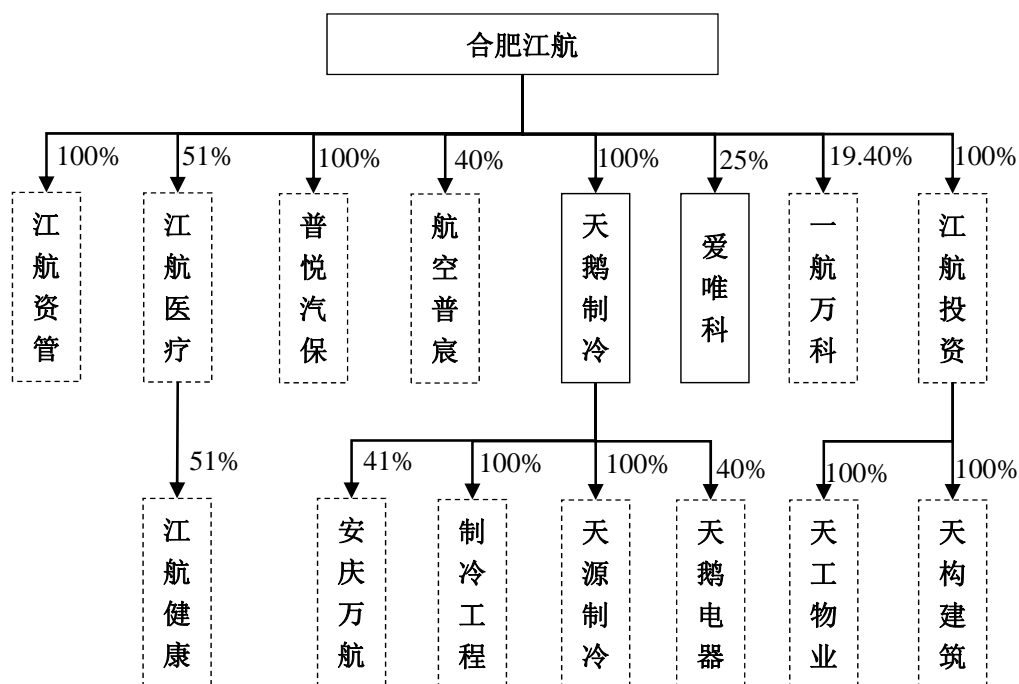 合肥江航
100%
51%
100%
40%
100%
25%
19.40%
100%
江航资管
江航医疗
普悦汽保
航空普宸
天鹅制冷
爱唯科
一航万科
江航投资
51%
41%
100%
100%
40%
100%
100%
江航健康
安庆万航
制冷工程
天源制冷
天鹅电器
天工物业
天构建筑